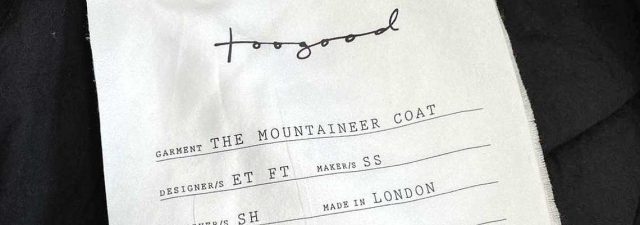 toogood
GARMENT THE MOUNTAINEER COAT
DESIGNER/S ET FT MAKER/S SS
SH MADE IN LONDON